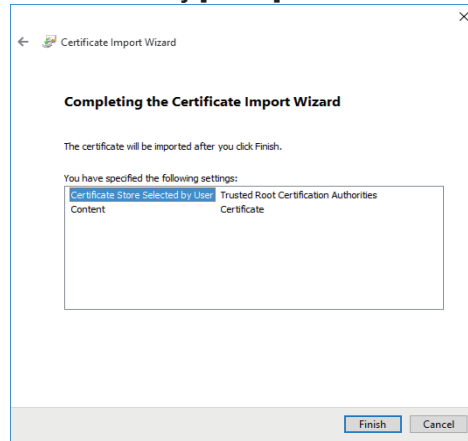 Certificate Import Wizard
Completing the Certificate Import Wizard
The certificate will be imported after you click Finish.
You have specified the following settings:
Certificate Store Selected by User Trusted Root Certification Authorities
Content Certificate
Finish Cancel